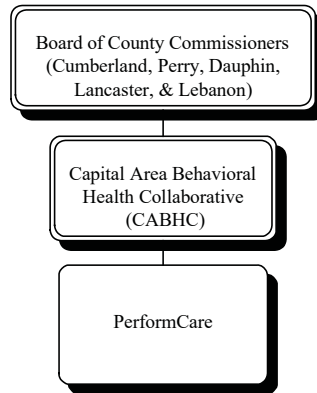 Board of County Commissioners
(Cumberland, Perry, Dauphin,
Lancaster, & Lebanon)
Capital Area Behavioral
Health Collaborative
(CABHC)
PerformCare